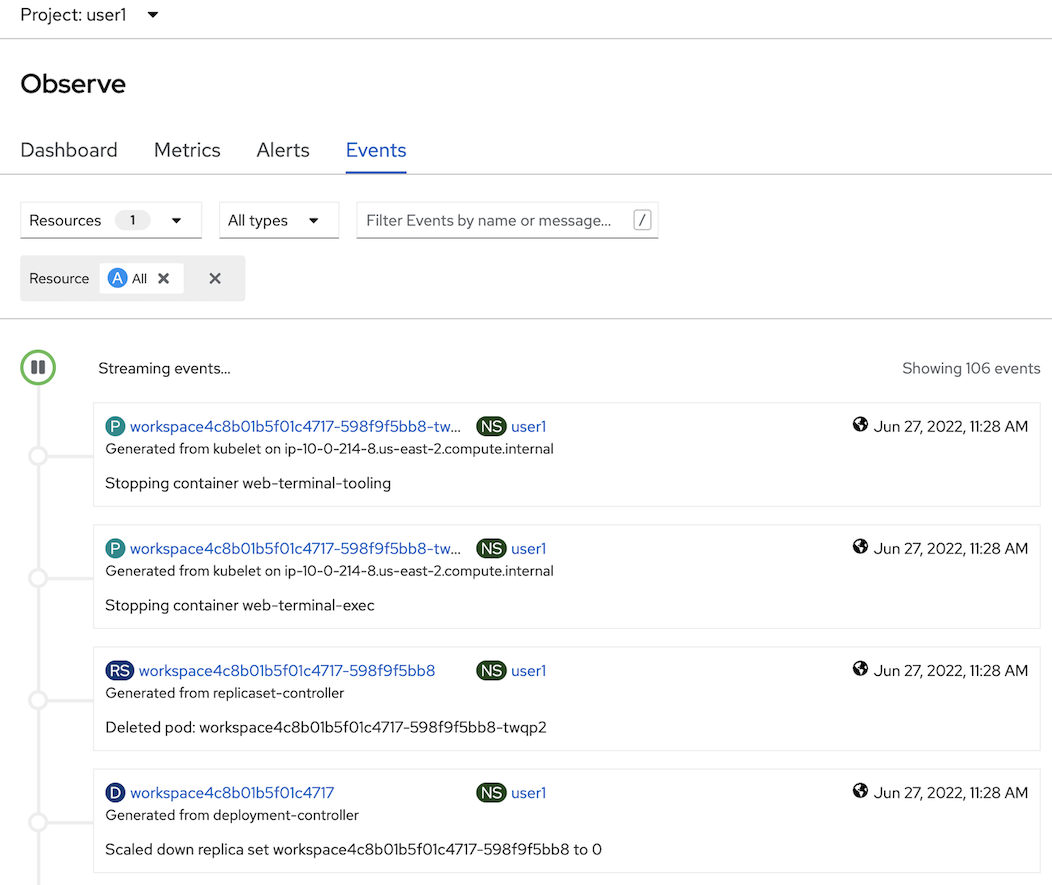 Project: user1
Observe
Dashboard Metrics Alerts Events
Resources 1 All types Filter Events by name or message... /
Resource A All
Streaming events... Showing 106 events
P workspace4c8b01b5f01c4717-598f9f5bb8-tw... NS user1 Jun 27, 2022, 11:28 AM
Generated from kubelet on ip-10-0-214-8.us-east-2.compute.internal
Stopping container web-terminal-tooling
P workspace4c8b01b5f01c4717-598f9f5bb8-tw... NS user1 Jun 27, 2022, 11:28 AM
Generated from kubelet on ip-10-0-214-8.us-east-2.compute.internal
Stopping container web-terminal-exec
RS workspace4c8b01b5f01c4717-598f9f5bb8 NS user1 Jun 27, 2022, 11:28 AM
Generated from replicaset-controller
Deleted pod: workspace4c8b01b5f01c4717-598f9f5bb8-twqp2
D workspace4c8b01b5f01c4717 NS user1 Jun 27, 2022, 11:28 AM
Generated from deployment-controller
Scaled down replica set workspace4c8b01b5f01c4717-598f9f5bb8 to 0